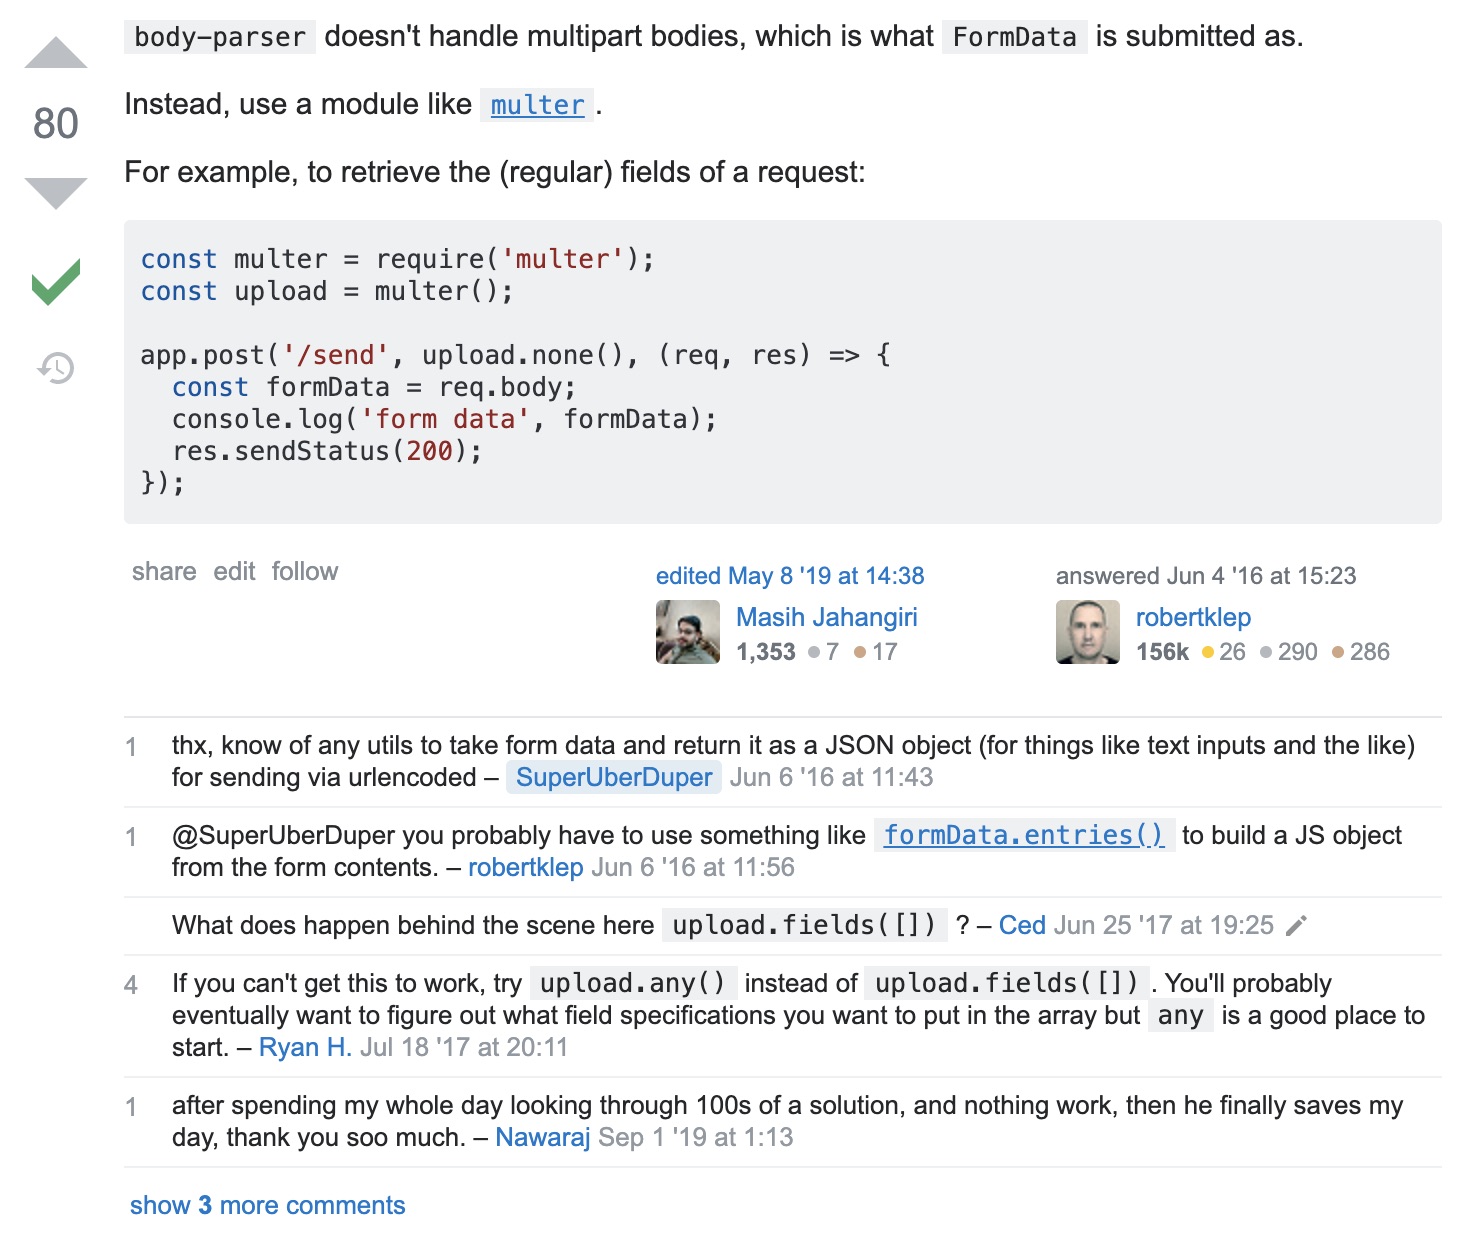 body-parser doesn't handle multipart bodies, which is what FormData is submitted as.
80
Instead, use a module like multer.
For example, to retrieve the (regular) fields of a request:
const multer = require('multer');
const upload = multer();
app.post('/send', upload.none(), (req, res) => {
  const formData = req.body;
  console.log('form data', formData);
  res.sendStatus(200);
});
share edit follow
edited May 8 '19 at 14:38
Masih Jahangiri
1,353 ●7 ●17
answered Jun 4 '16 at 15:23
robertklep
156k ●26 ●290 ●286
1 thx, know of any utils to take form data and return it as a JSON object (for things like text inputs and the like)
for sending via urlencoded – SuperUberDuper Jun 6 '16 at 11:43
1 @SuperUberDuper you probably have to use something like formData.entries() to build a JS object
from the form contents. – robertklep Jun 6 '16 at 11:56
What does happen behind the scene here upload.fields([]) ? – Ced Jun 25 '17 at 19:25
4 If you can't get this to work, try upload.any() instead of upload.fields([]). You'll probably
eventually want to figure out what field specifications you want to put in the array but any is a good place to
start. – Ryan H. Jul 18 '17 at 20:11
1 after spending my whole day looking through 100s of a solution, and nothing work, then he finally saves my
day, thank you soo much. – Nawaraj Sep 1 '19 at 1:13
show 3 more comments